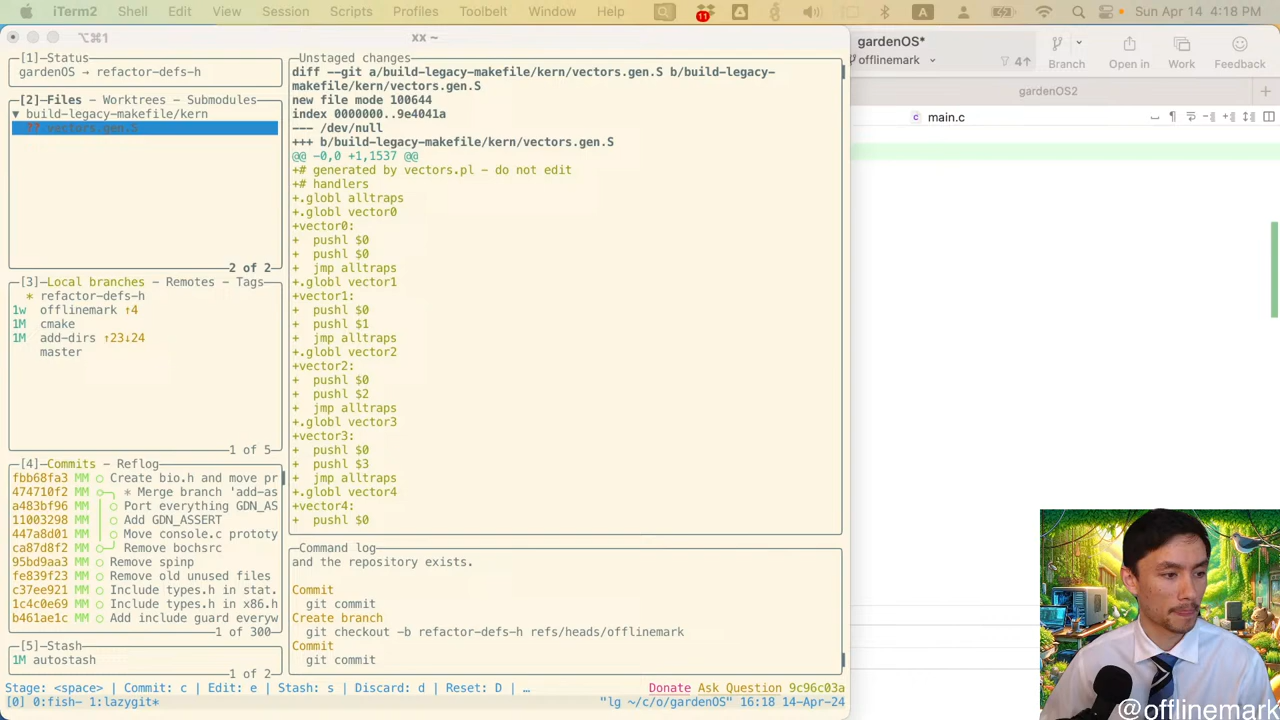 iTerm2 Shell Edit View Session Scripts Profiles Toolbelt Window Help 11 A Sun Apr 14 4:18 PM
⌥⌘1 xx ~
[1]—Status
gardenOS → refactor-defs-h
[2]—Files — Worktrees — Submodules
▼ build-legacy-makefile/kern
?? vectors.gen.S
2 of 2
[3]—Local branches — Remotes — Tags
* refactor-defs-h
1w offlinemark ↑4
1M cmake
1M add-dirs ↑23↓24
master
1 of 5
[4]—Commits — Reflog
fbb68fa3 MM ○ Create bio.h and move pr
474710f2 MM ○ * Merge branch 'add-as
a483bf96 MM │ ○ Port everything GDN_AS
11003298 MM │ ○ Add GDN_ASSERT
447a8d01 MM │ ○ Move console.c prototy
ca87d8f2 MM ○ Remove bochsrc
95bd9aa3 MM ○ Remove spinp
fe839f23 MM ○ Remove old unused files
c37ee921 MM ○ Include types.h in stat.
1c4c0e69 MM ○ Include types.h in x86.h
b461ae1c MM ○ Add include guard everyw
1 of 300
[5]—Stash
1M autostash
1 of 2
Unstaged changes
diff --git a/build-legacy-makefile/kern/vectors.gen.S b/build-legacy-
makefile/kern/vectors.gen.S
new file mode 100644
index 0000000..9e4041a
--- /dev/null
+++ b/build-legacy-makefile/kern/vectors.gen.S
@@ -0,0 +1,1537 @@
+# generated by vectors.pl - do not edit
+# handlers
+.globl alltraps
+.globl vector0
+vector0:
+  pushl $0
+  pushl $0
+  jmp alltraps
+.globl vector1
+vector1:
+  pushl $0
+  pushl $1
+  jmp alltraps
+.globl vector2
+vector2:
+  pushl $0
+  pushl $2
+  jmp alltraps
+.globl vector3
+vector3:
+  pushl $0
+  pushl $3
+  jmp alltraps
+.globl vector4
+vector4:
+  pushl $0
Command log
and the repository exists.
Commit
git commit
Create branch
git checkout -b refactor-defs-h refs/heads/offlinemark
Commit
git commit
Stage: <space> | Commit: c | Edit: e | Stash: s | Discard: d | Reset: D | … Donate Ask Question 9c96c03a
[0] 0:fish- 1:lazygit* "lg ~/c/o/gardenOS" 16:18 14-Apr-24
gardenOS*
offlinemark
4↑
Branch Open in Work Feedback
gardenOS2
main.c
@offlinemark